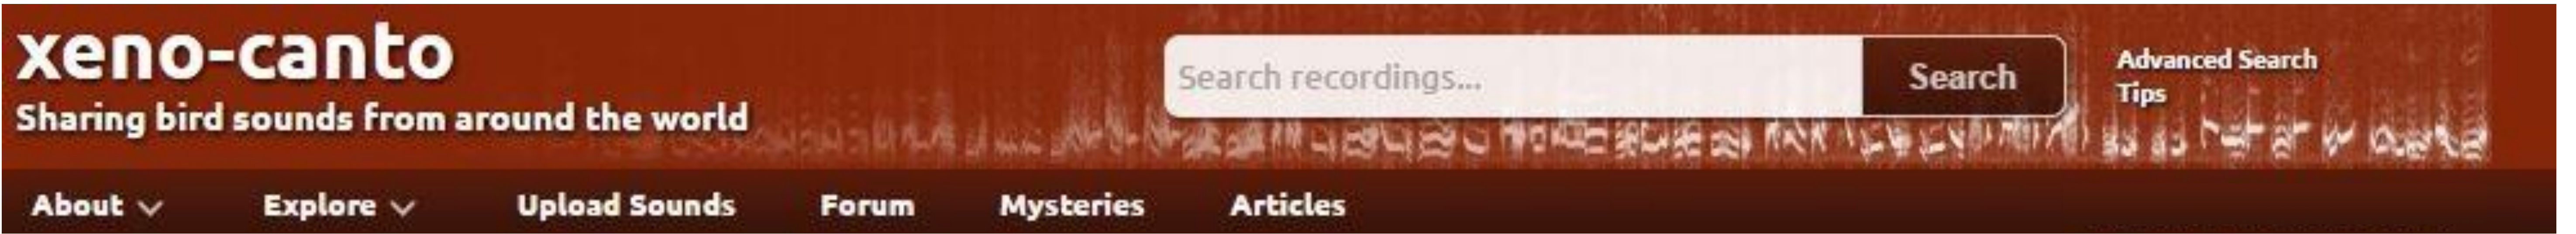 xeno-canto
Sharing bird sounds from around the world
Search recordings...
Search
Advanced Search
Tips
About
Explore
Upload Sounds
Forum
Mysteries
Articles